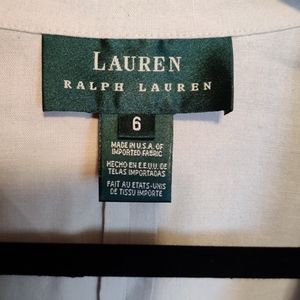 LAUREN
RALPH LAUREN
6
MADE IN U.S.A. OF
IMPORTED FABRIC
HECHO EN E.E.U.U. DE
TELAS IMPORTADAS
FAIT AU ETATS-UNIS
DE TISSU IMPORTE